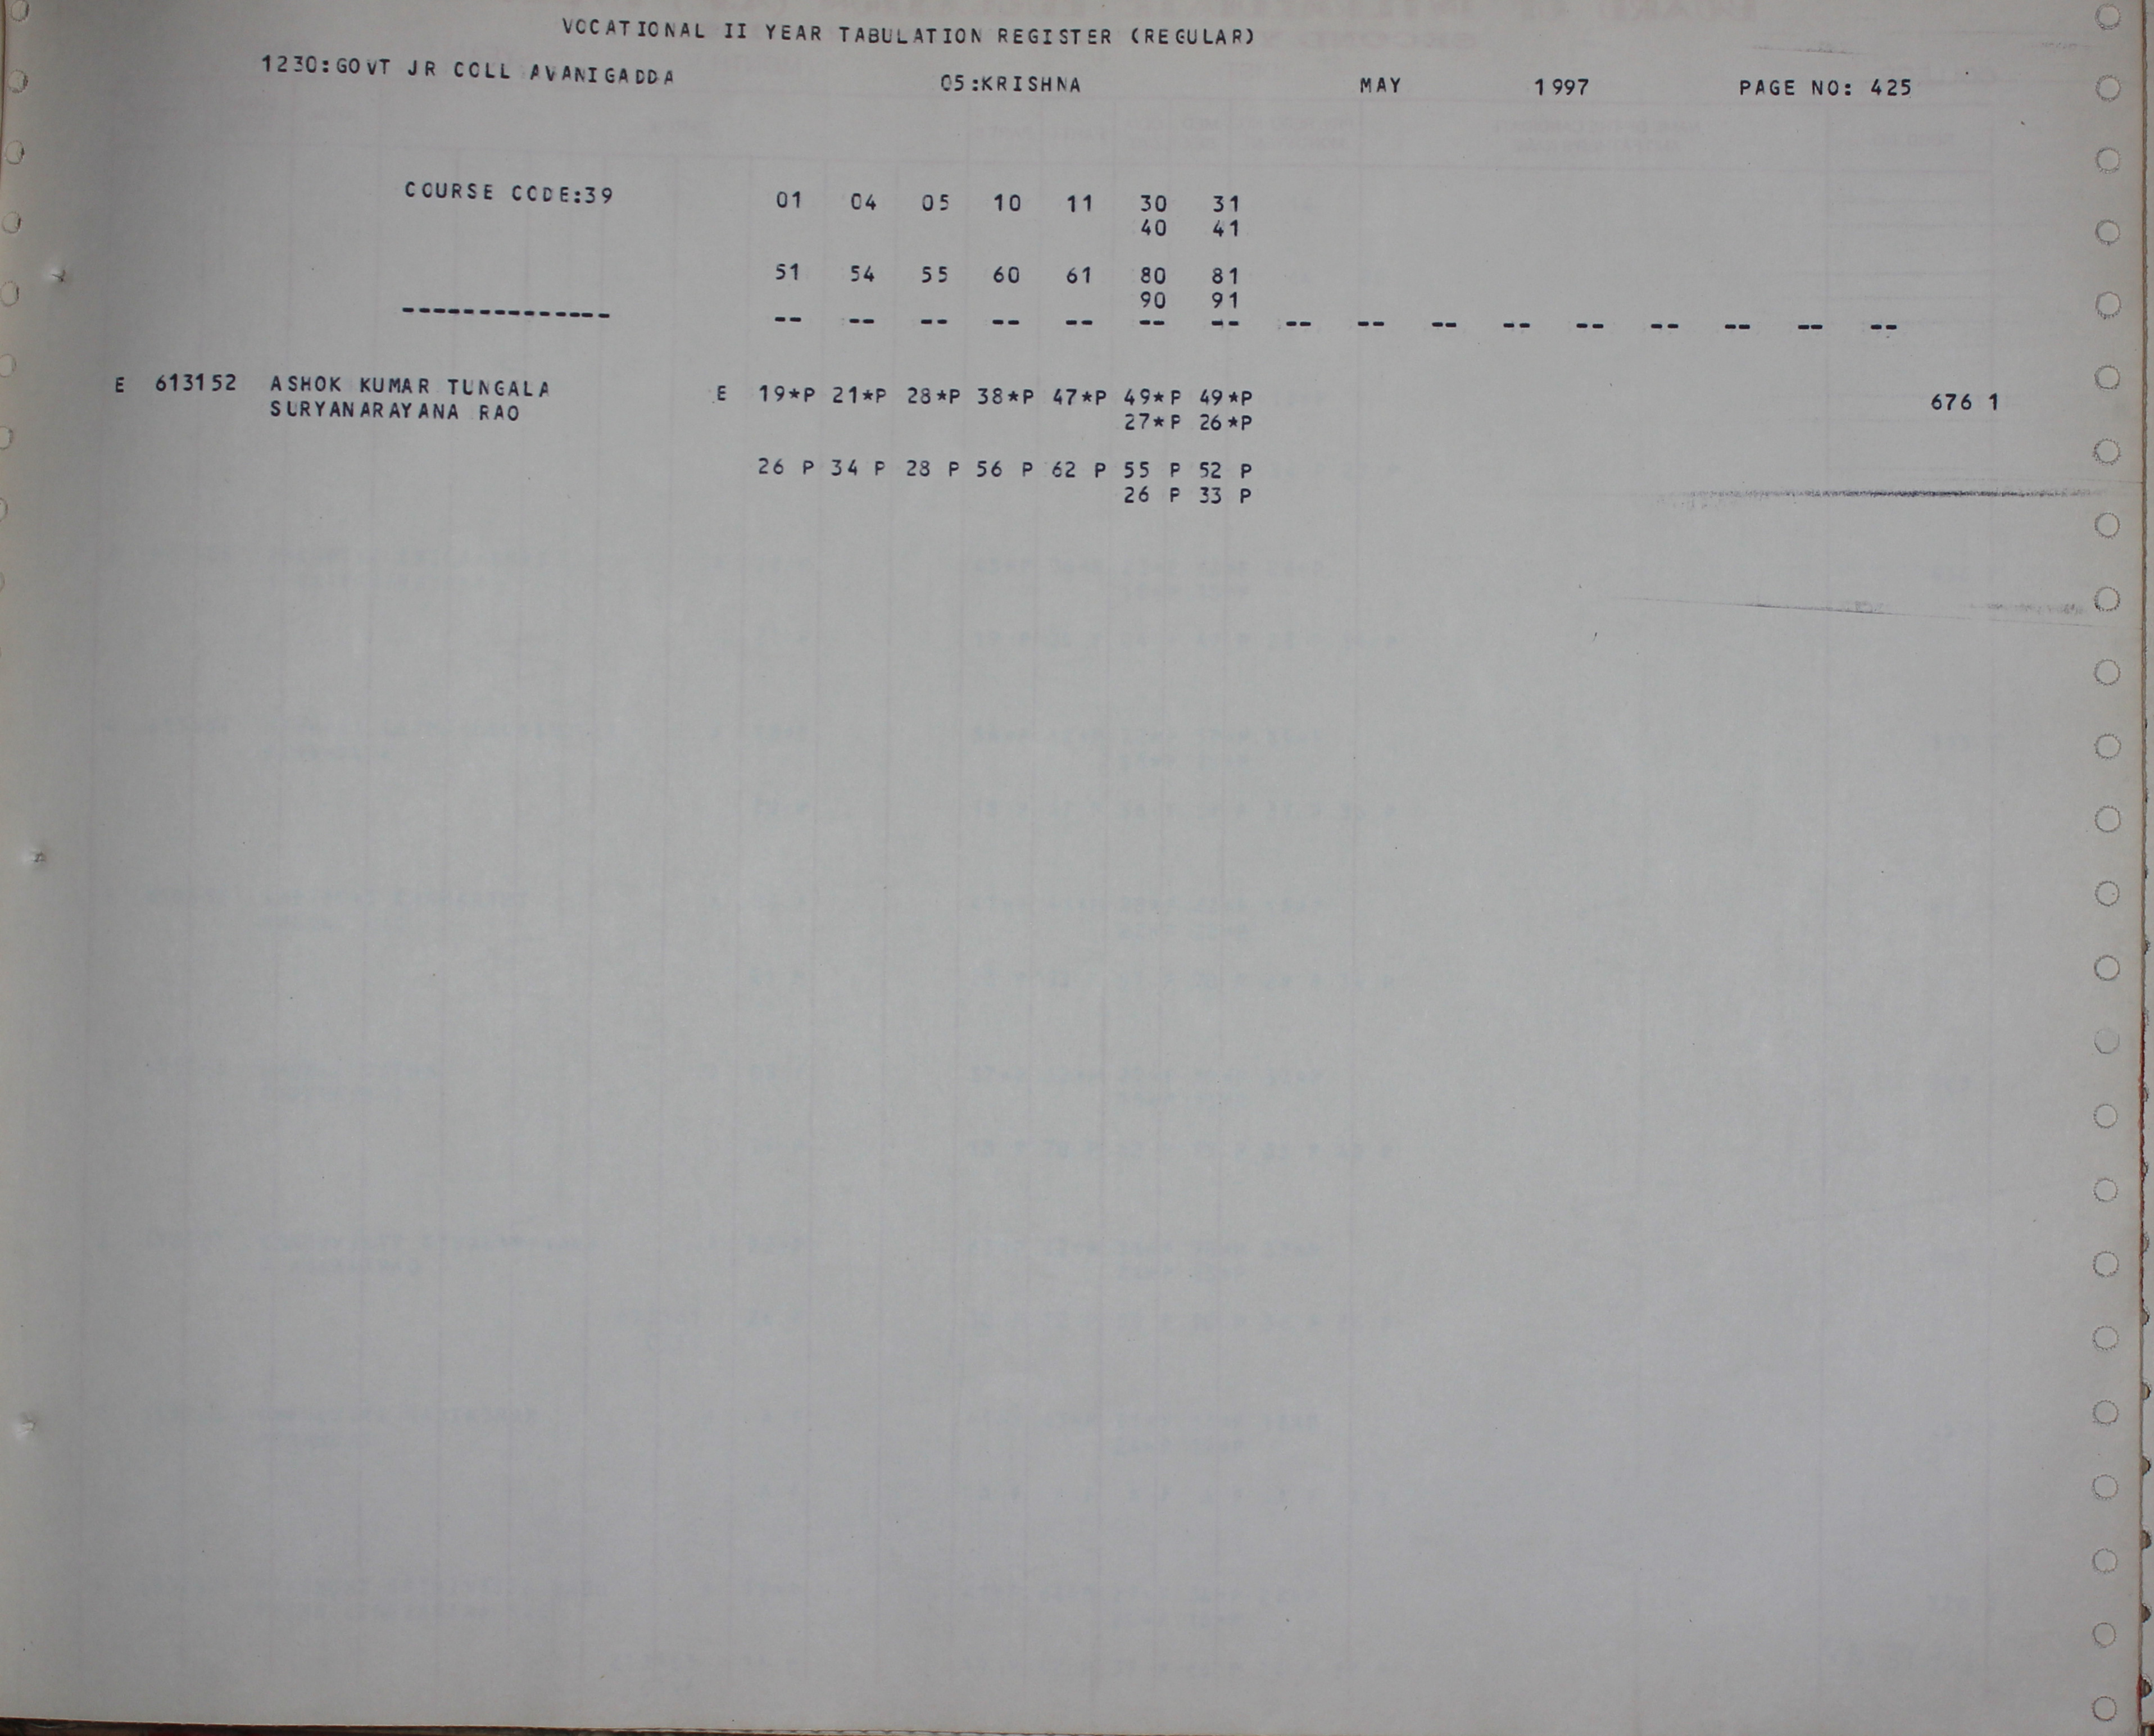 VOCATIONAL II YEAR TABULATION REGISTER (REGULAR)
1230:GOVT JR COLL AVANIGADDA 05:KRISHNA MAY 1997 PAGE NO: 425
COURSE CODE:39 01 04 05 10 11 30 31
40 41
51 54 55 60 61 80 81
90 91
-------------- -- -- -- -- -- -- -- -- -- -- -- -- -- -- -- --
E 613152 ASHOK KUMAR TUNGALA E 19*P 21*P 28*P 38*P 47*P 49*P 49*P 676 1
SURYANARAYANA RAO 27*P 26*P
26 P 34 P 28 P 56 P 62 P 55 P 52 P
26 P 33 P